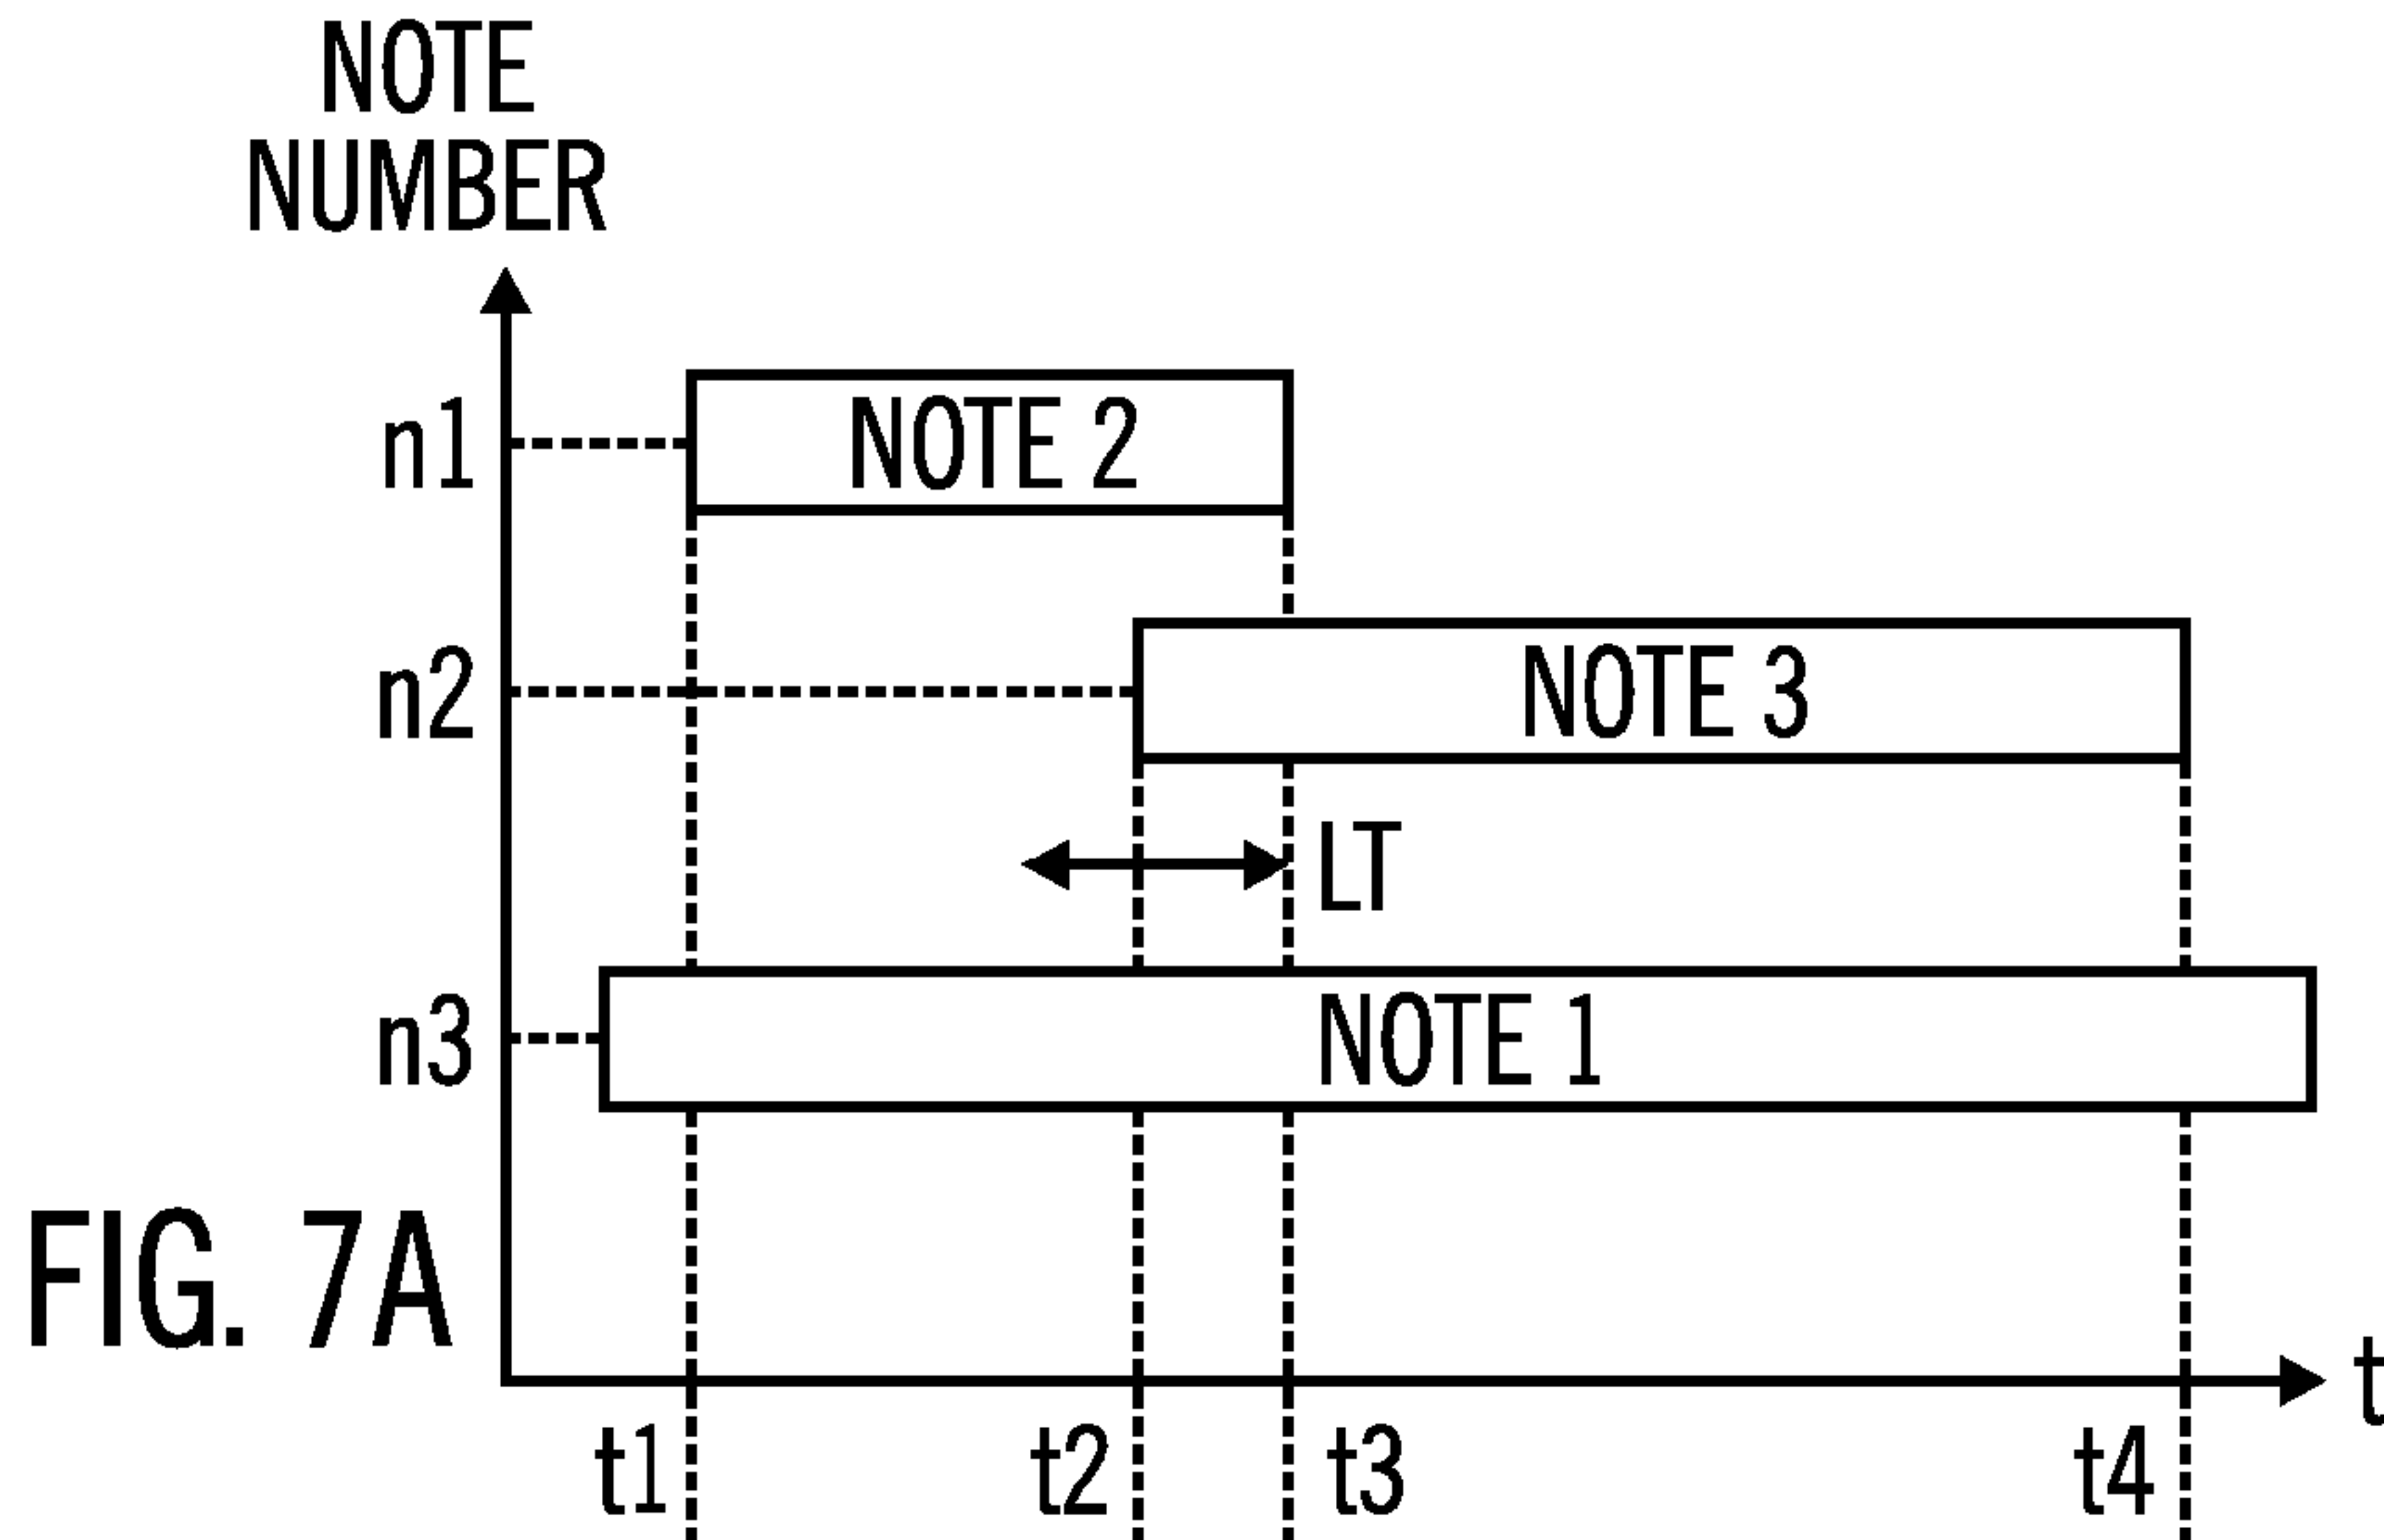 NOTE
NUMBER
n1
NOTE 2
n2
NOTE 3
LT
n3
NOTE 1
FIG. 7A
t
t1
t2
t3
t4